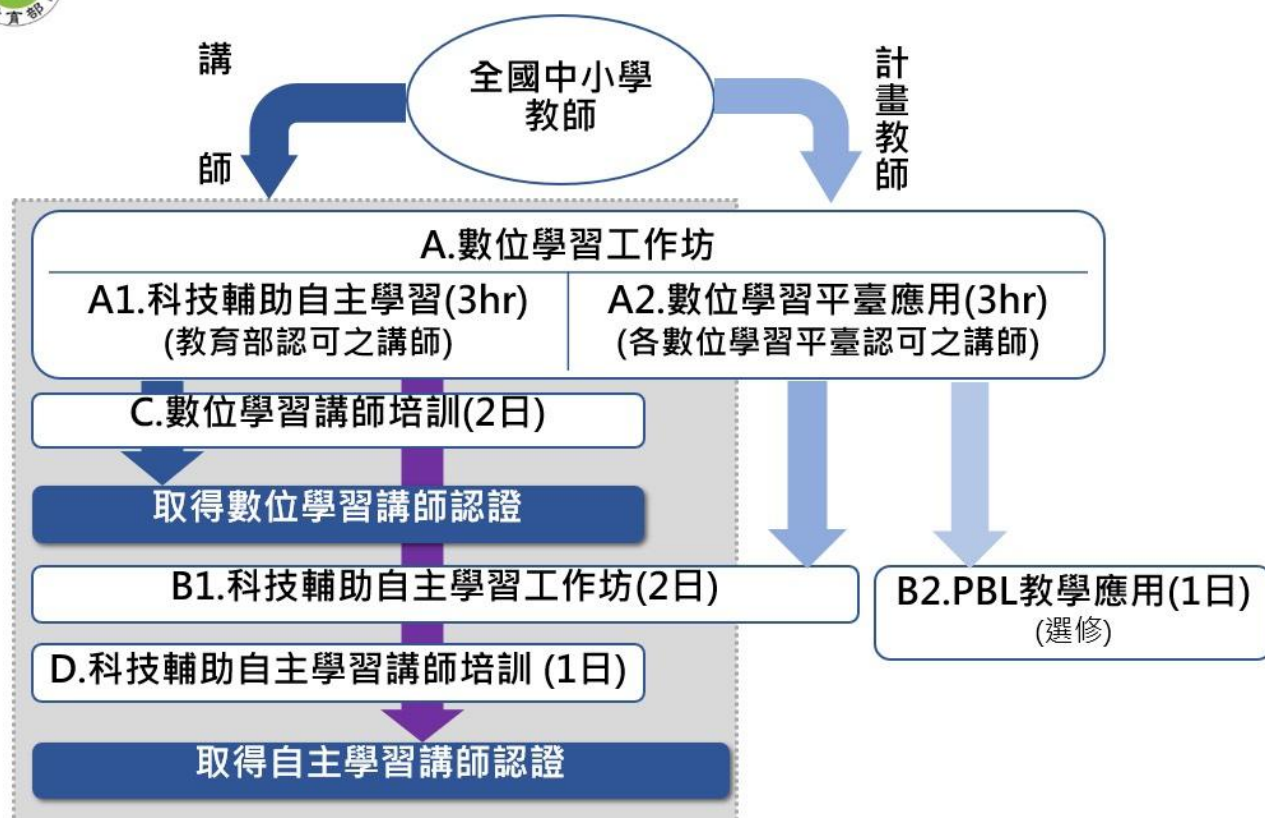 育部
講師
全國中小學
教師
計畫教師
A.數位學習工作坊
A1.科技輔助自主學習(3hr)
(教育部認可之講師)
A2.數位學習平臺應用(3hr)
(各數位學習平臺認可之講師)
C.數位學習講師培訓(2日)
取得數位學習講師認證
B1.科技輔助自主學習工作坊(2日)
B2.PBL教學應用(1日)
(選修)
D.科技輔助自主學習講師培訓 (1日)
取得自主學習講師認證